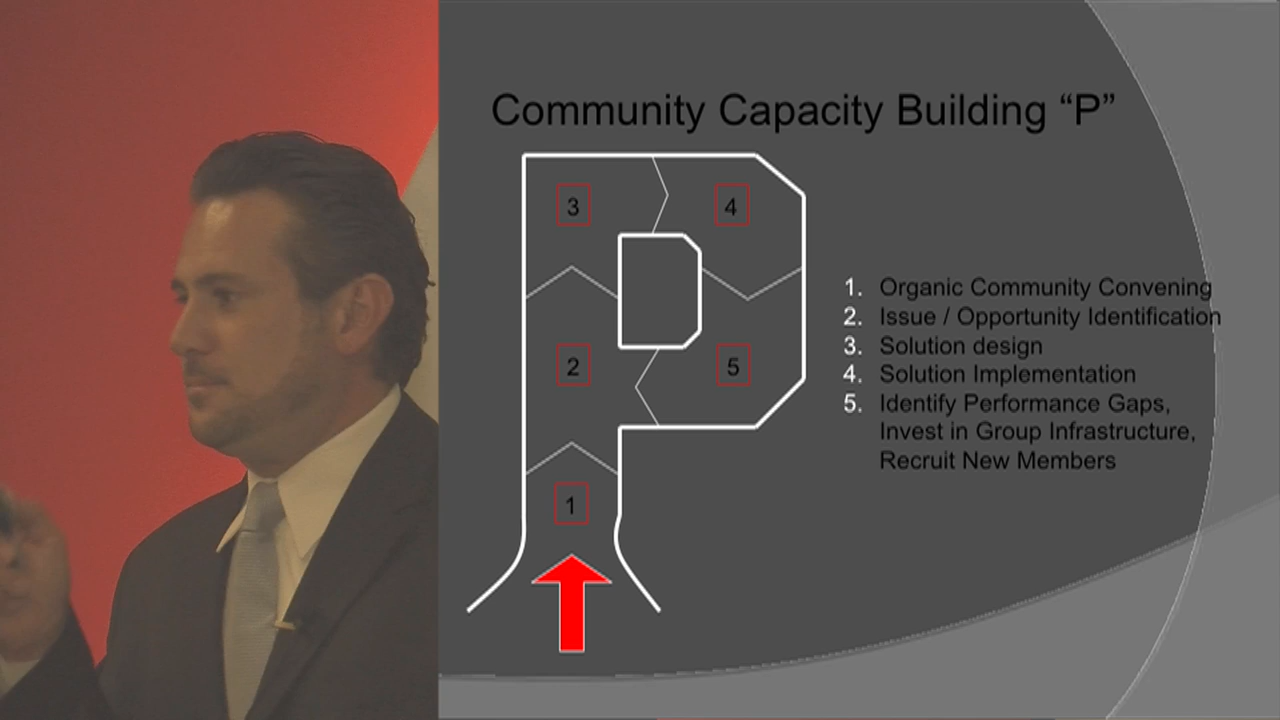 Community Capacity Building “P”
3
4
2
5
1
1. Organic Community Convening
2. Issue / Opportunity Identification
3. Solution design
4. Solution Implementation
5. Identify Performance Gaps,
Invest in Group Infrastructure,
Recruit New Members